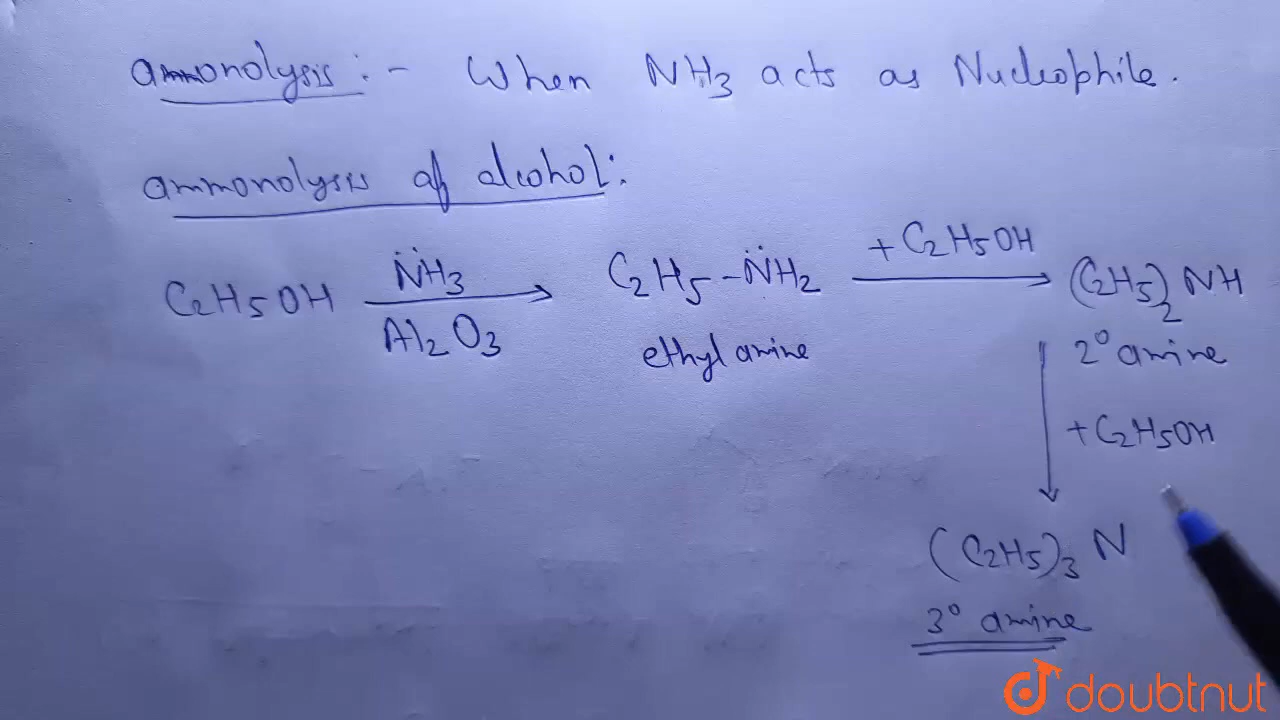 ammonolysis :- When NH3 acts as Nucleophile.
ammonolysis of alcohol:
C2H5OH NH3 Al2O3 C2H5-NH2 +C2H5OH (C2H5)2 NH
ethyl amine 2° amine
+C2H5OH
(C2H5)3 N
3° amine
doubtnut